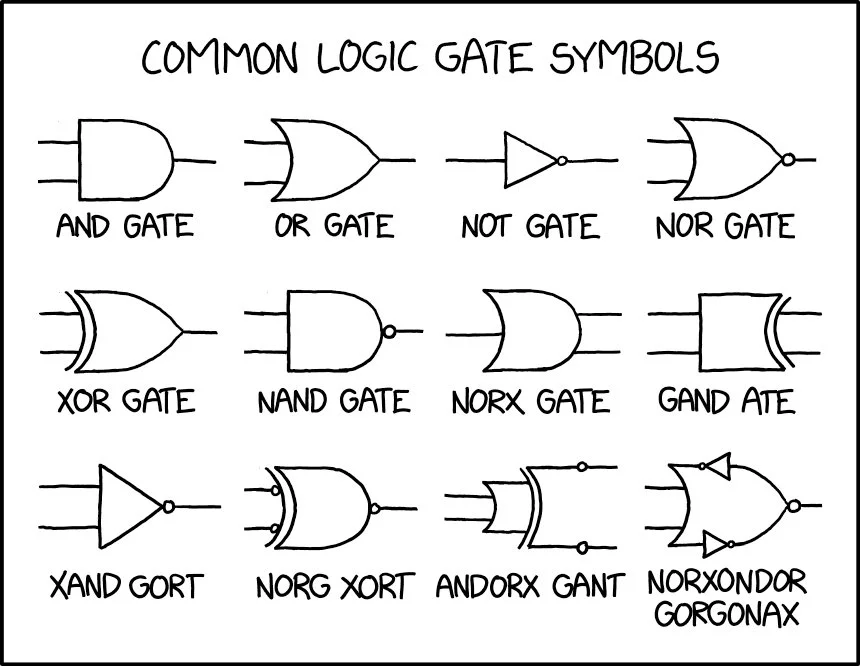 COMMON LOGIC GATE SYMBOLS
AND GATE
OR GATE
NOT GATE
NOR GATE
XOR GATE
NAND GATE
NORX GATE
GAND ATE
XAND GORT
NORG XORT
ANDORX GANT
NORXONDOR
GORGONAX